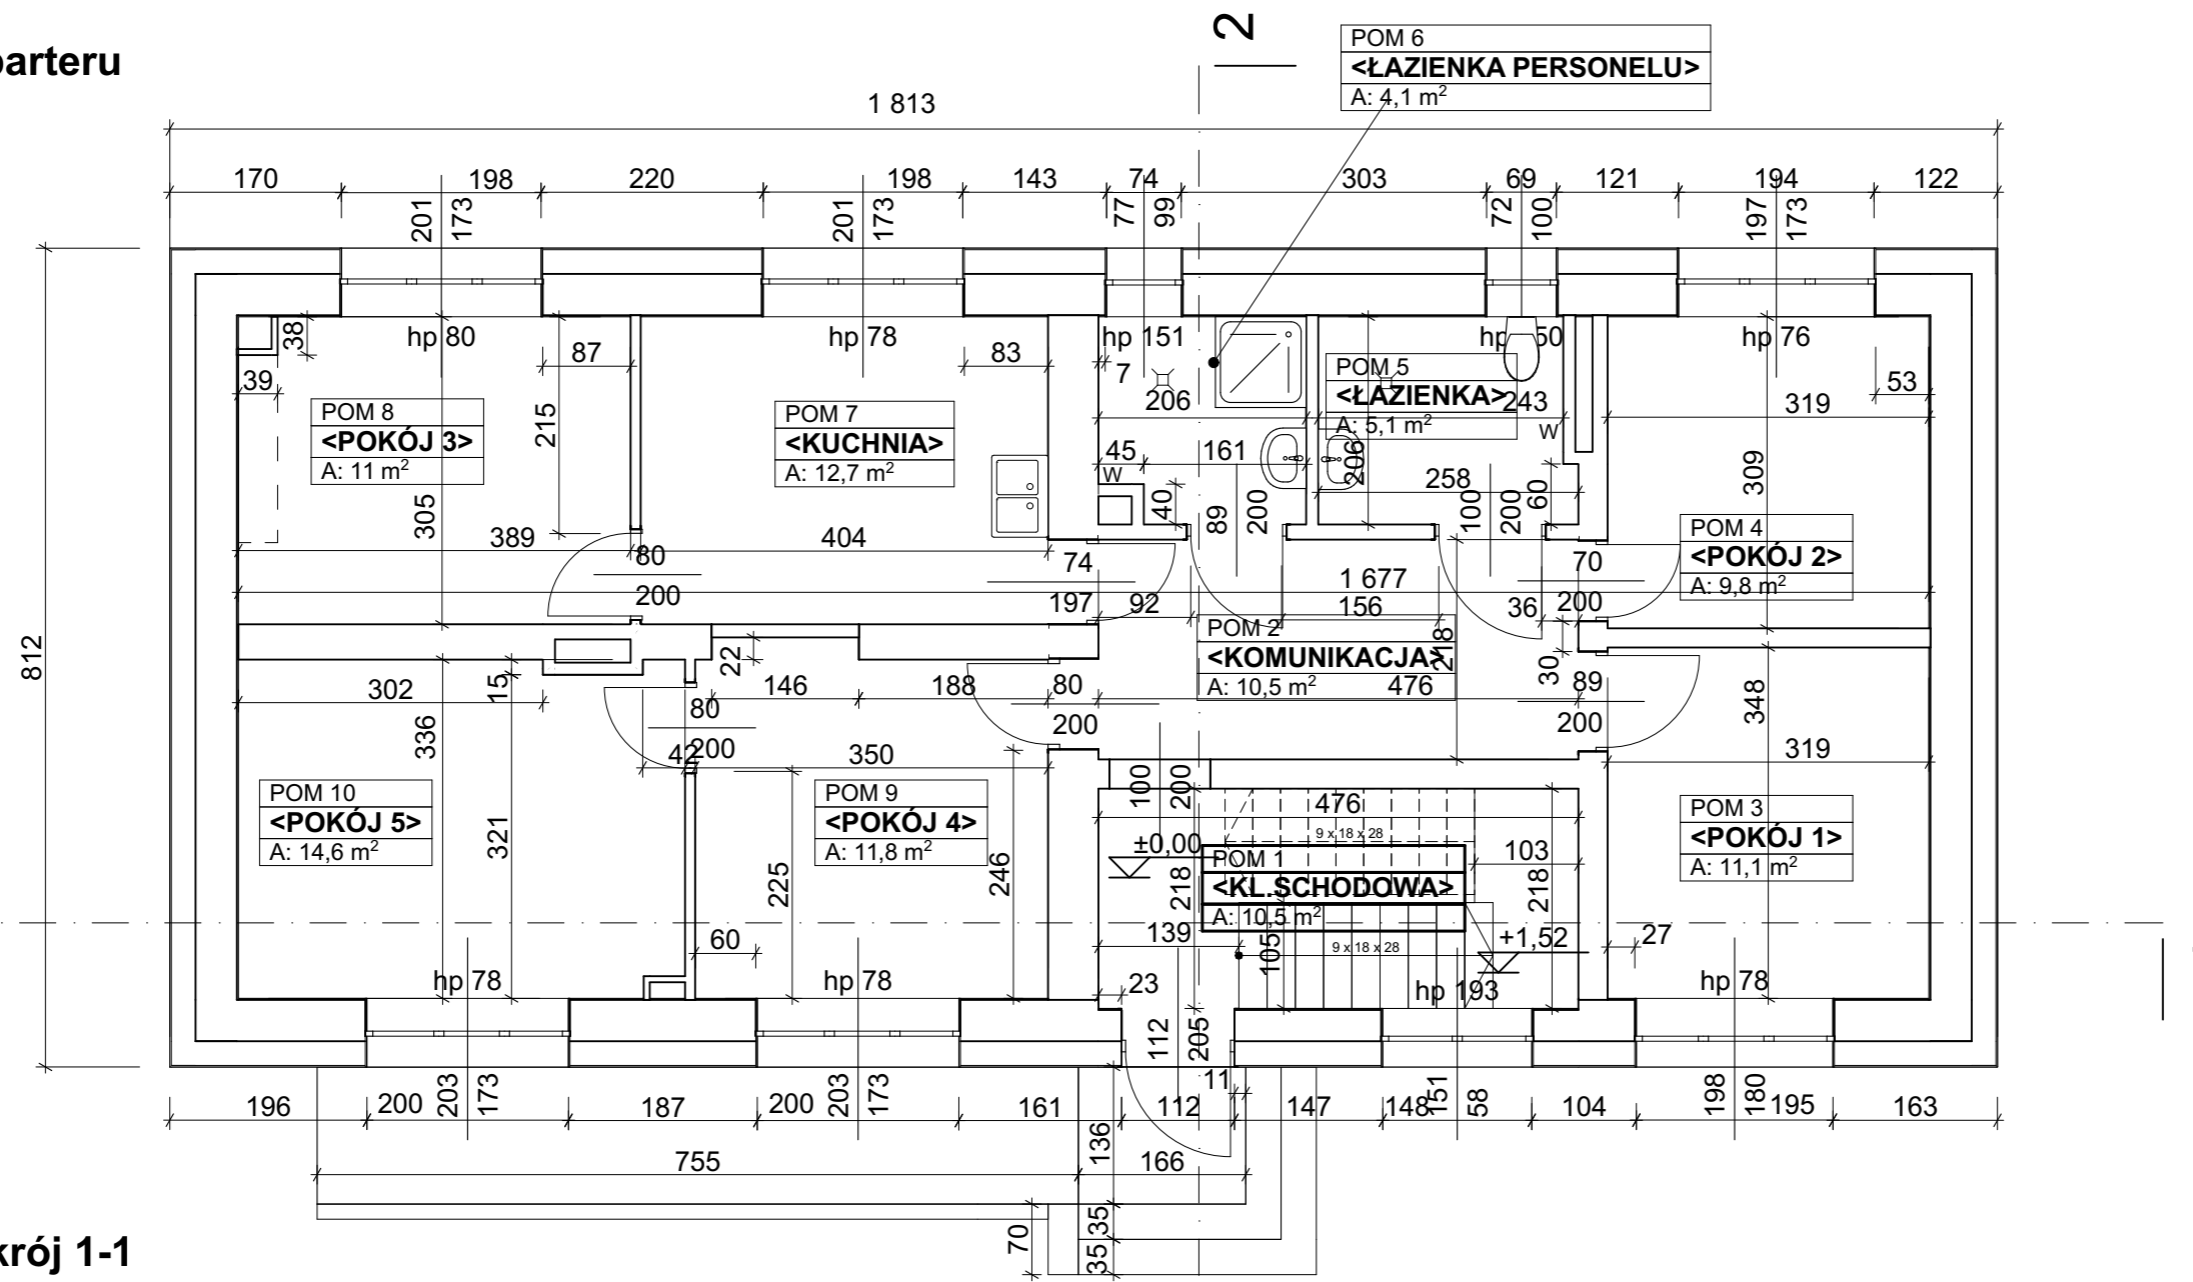 2
POM 6
<ŁAZIENKA PERSONELU>
A: 4,1 m²
parteru
1 813
170 198 220 198 143 74 303 69 121 194 122
201 173 201 173 77 99 72 100 197 173
hp 80 hp 78 hp 151 hp 50 hp 76
38 87 83 7 53
39
POM 8
<POKÓJ 3>
A: 11 m²
215
305
389
POM 7
<KUCHNIA>
A: 12,7 m²
404
206
45 161
W
40
89 200
POM 5
<ŁAZIENKA>
A: 5,1 m²
243
W
206
258
100 200
60
319
309
POM 4
<POKÓJ 2>
A: 9,8 m²
80
200
74
197
92
1 677
156
36
70
200
812
POM 2
<KOMUNIKACJA>
A: 10,5 m²
218
476
30
22
302
15
146
188
80
200
89
200
80
200
42
350
336
348
319
POM 10
<POKÓJ 5>
A: 14,6 m²
321
POM 9
<POKÓJ 4>
A: 11,8 m²
225
246
60
100 200
476
9 x 18 x 28
±0,00
103
POM 1
<KL.SCHODOWA>
A: 10,5 m²
218
218
139
105
9 x 18 x 28
+1,52
POM 3
<POKÓJ 1>
A: 11,1 m²
27
hp 78 hp 78 23 hp 193 hp 78
112 205
11
203 173 203 173 151 58 198 180
196 200 187 200 161 112 147 148 104 195 163
136
755 166
70
35
35
krój 1-1